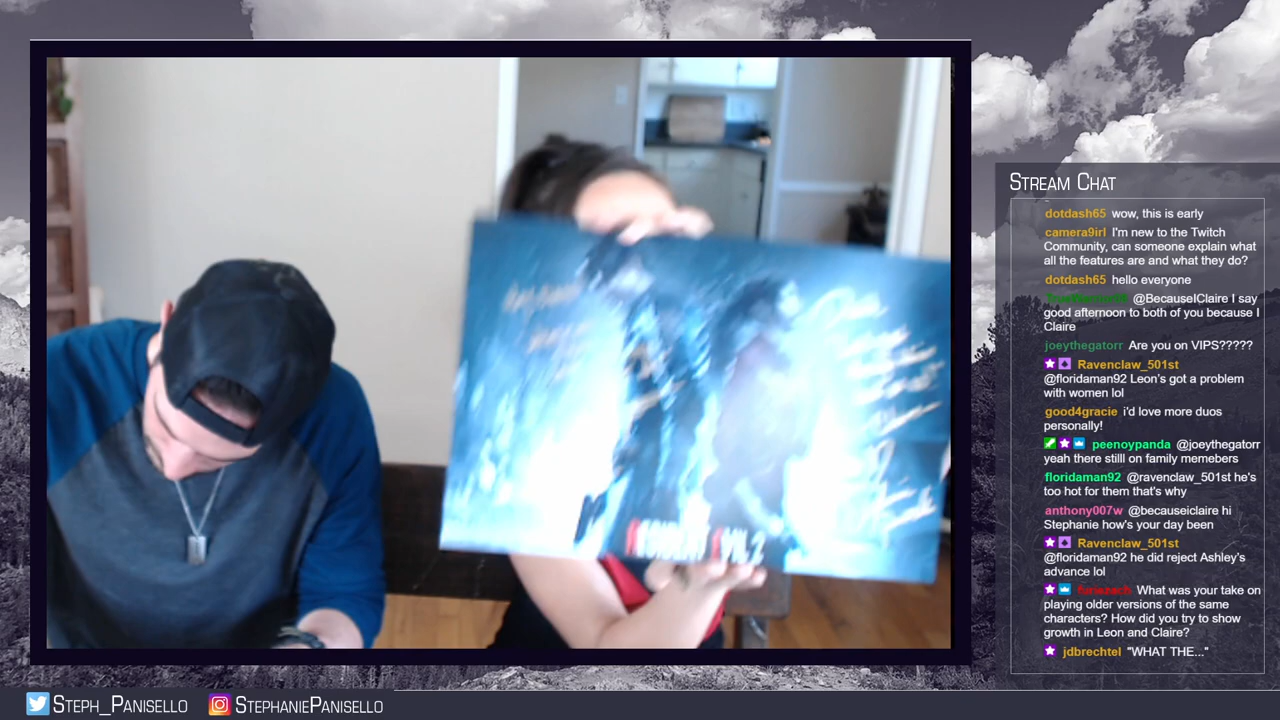 RESIDENT EVIL 2
STREAM CHAT
dotdash65 wow, this is early
camera9irl I'm new to the Twitch
Community, can someone explain what
all the features are and what they do?
dotdash65 hello everyone
@BecauseIClaire I say
good afternoon to both of you because I
Claire
joeythegatorr Are you on VIPS?????
Ravenclaw_501st
@floridaman92 Leon's got a problem
with women lol
good4gracie i'd love more duos
personally!
peenoypanda @joeythegatorr
yeah there stilll on family memebers
floridaman92 @ravenclaw_501st he's
too hot for them that's why
anthony007w @becauseiclaire hi
Stephanie how's your day been
Ravenclaw_501st
@floridaman92 he did reject Ashley's
advance lol
What was your take on
playing older versions of the same
characters? How did you try to show
growth in Leon and Claire?
jdbrechtel "WHAT THE..."
STEPH_PANISELLO
STEPHANIEPANISELLO